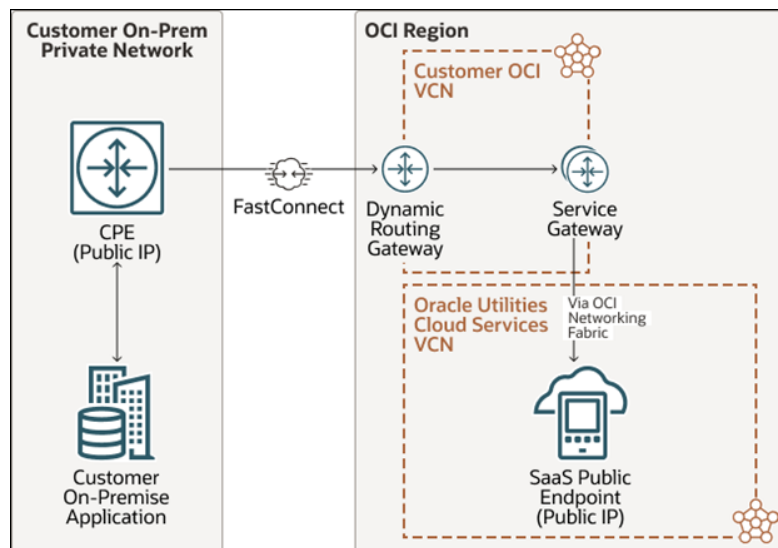 Customer On-Prem
Private Network
OCI Region
Customer OCI
VCN
FastConnect
CPE
(Public IP)
Dynamic
Routing
Gateway
Service
Gateway
Oracle Utilities
Cloud Services
VCN
Via OCI
Networking
Fabric
Customer
On-Premise
Application
SaaS Public
Endpoint
(Public IP)